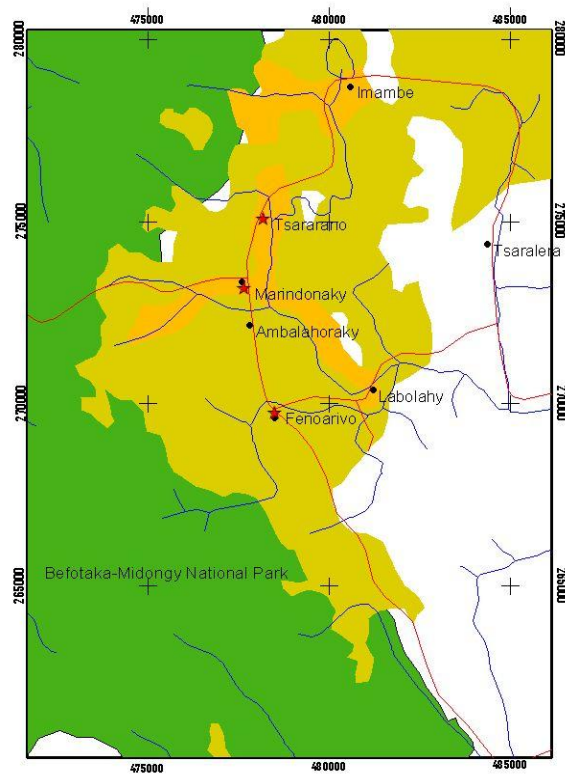 475000 480000 485000
280000 280000
Imambe
275000 275000
Tsararano
Tsaralera
Marindonaky
Ambalahoraky
Labolahy
270000 270000
Fenoarivo
Befotaka-Midongy National Park
265000 265000
475000 480000 485000